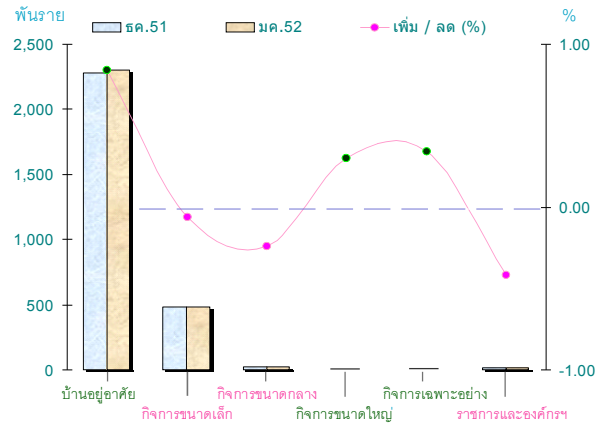 พันราย %
ธค.51 มค.52 เพิ่ม / ลด (%)
2,500 1.00
2,000
1,500
0.00
1,000
500
0 -1.00
บ้านอยู่อาศัย กิจการขนาดกลาง กิจการเฉพาะอย่าง
กิจการขนาดเล็ก กิจการขนาดใหญ่ ราชการและองค์กรฯ